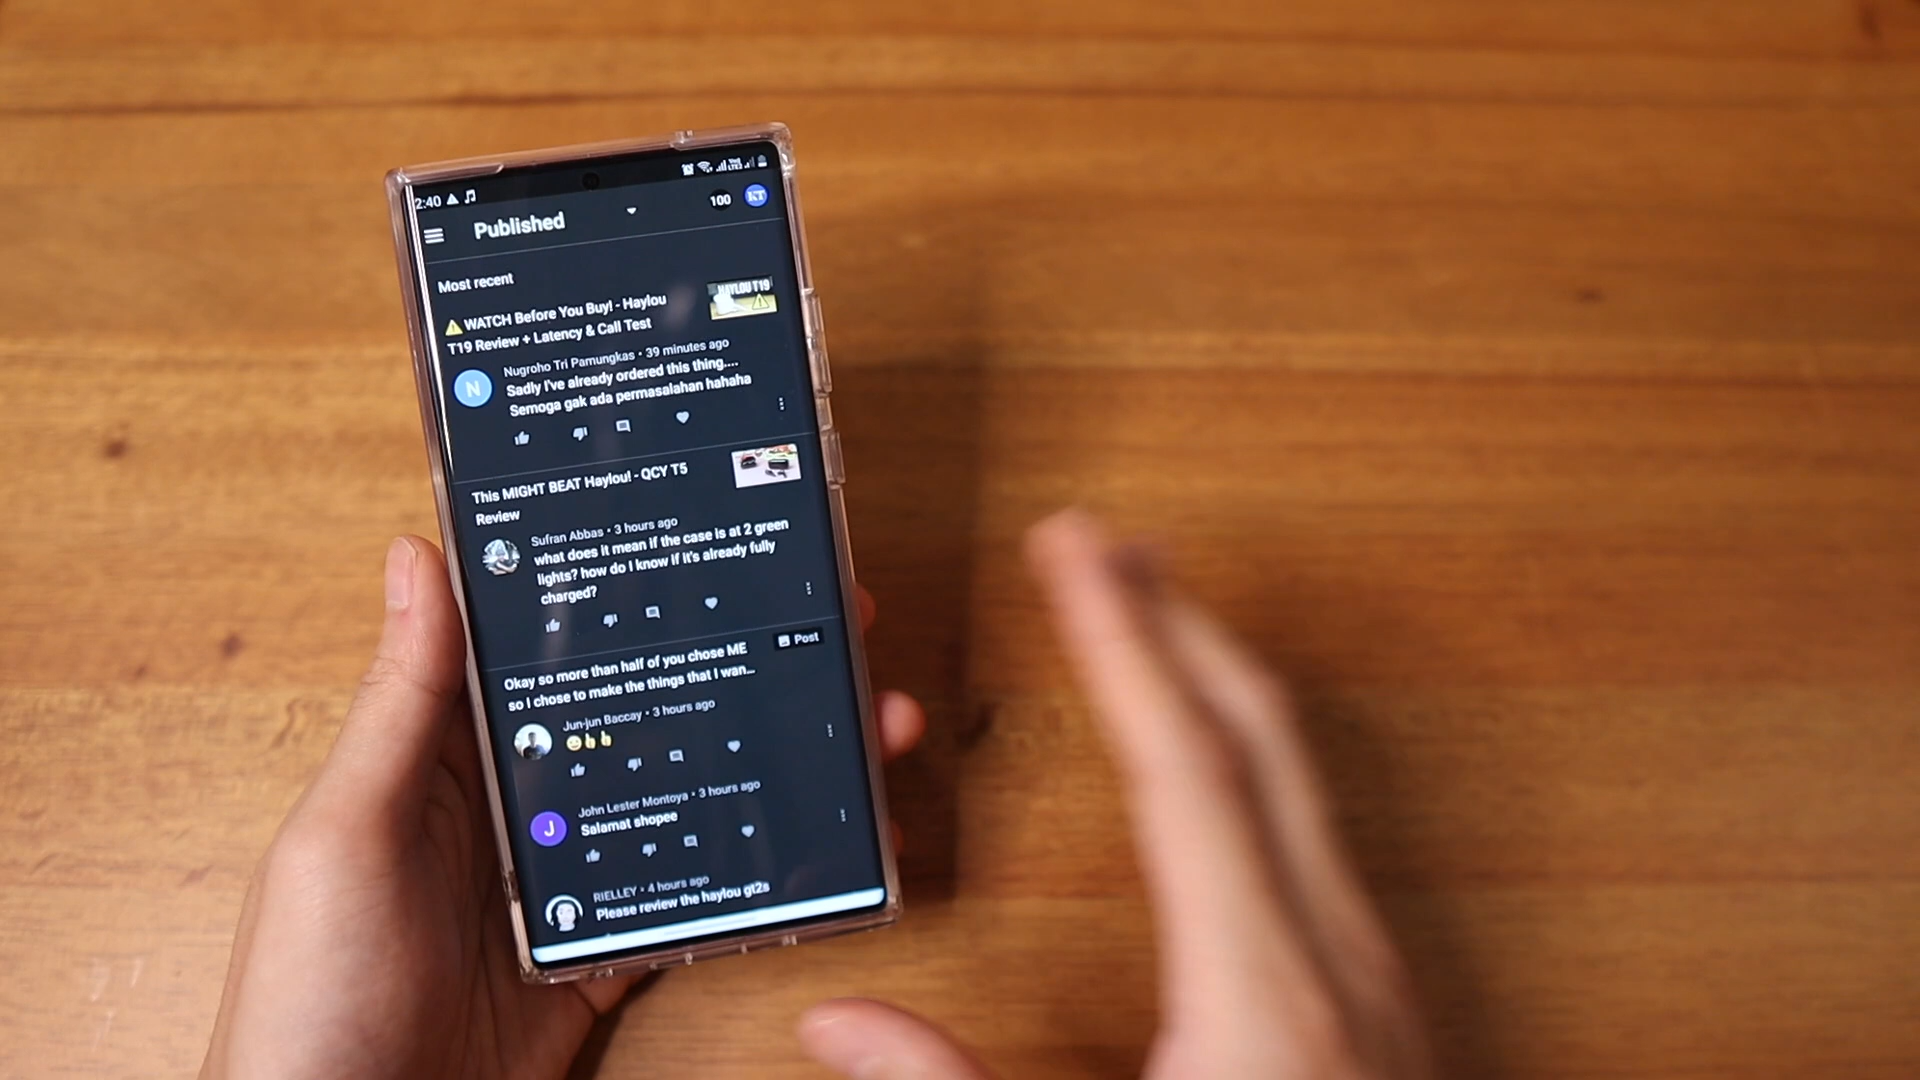 2:40
Published
100
Most recent
⚠️WATCH Before You Buy! - Haylou
T19 Review + Latency & Call Test
HAYLOU T19
Nugroho Tri Pamungkas • 39 minutes ago
N
Sadly I've already ordered this thing....
Semoga gak ada permasalahan hahaha
This MIGHT BEAT Haylou! - QCY T5
Review
Sufran Abbas • 3 hours ago
what does it mean if the case is at 2 green
lights? how do I know if it's already fully
charged?
Post
Okay so more than half of you chose ME
so I chose to make the things that I wan...
Jun-jun Baccay • 3 hours ago
😄👍👍
John Lester Montoya • 3 hours ago
J
Salamat shopee
RIELLEY • 4 hours ago
Please review the haylou gt2s